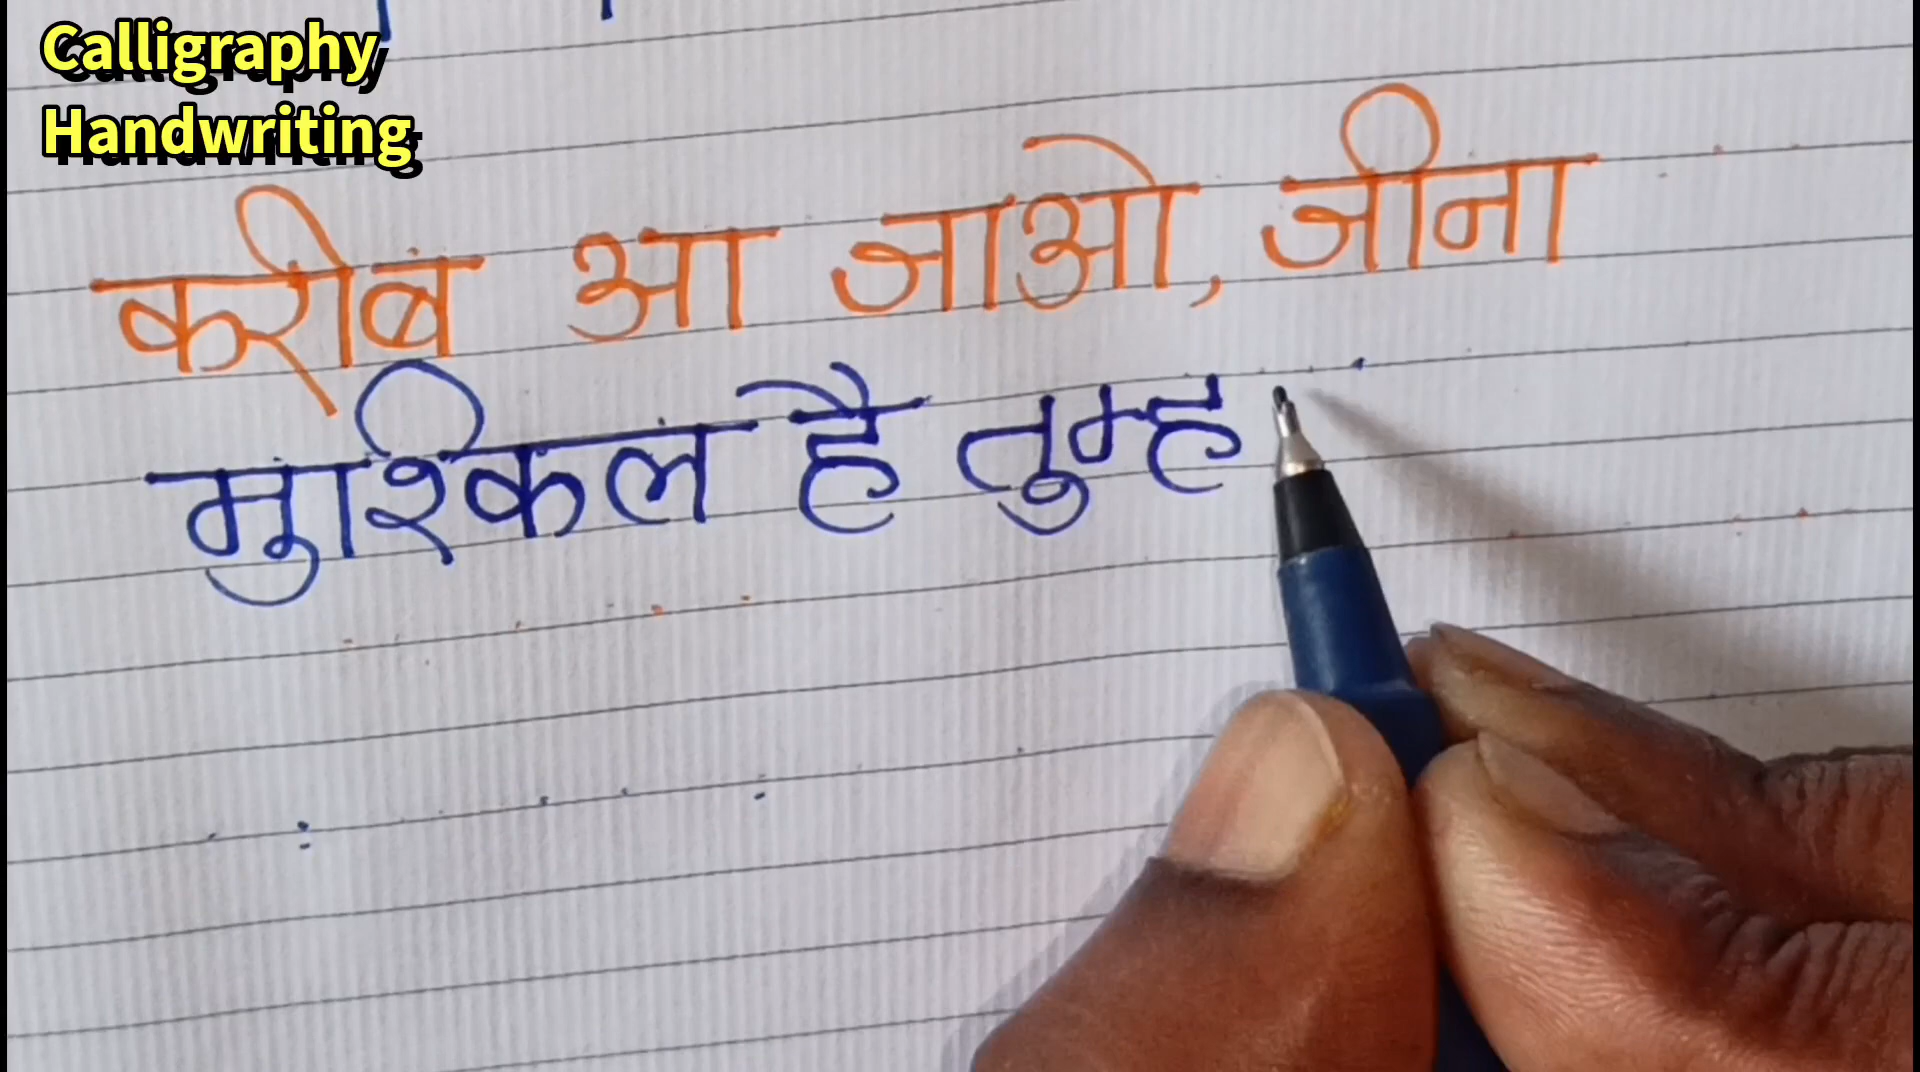 Calligraphy
Handwriting
करीब आ जाओ, जीना
मुश्किल है तुम्ह